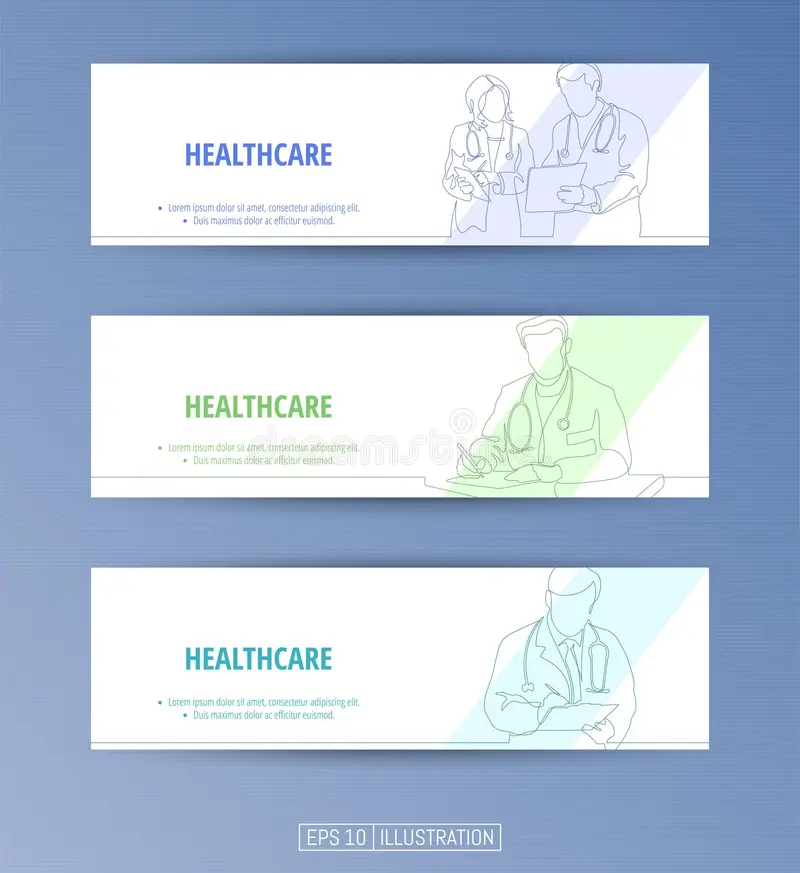 HEALTHCARE
• Lorem ipsum dolor sit amet, consectetur adipiscing elit.
• Duis maximus dolor ac efficitur euismod.
HEALTHCARE
• Lorem ipsum dolor sit amet, consectetur adipiscing elit.
• Duis maximus dolor ac efficitur euismod.
dreamstime
HEALTHCARE
• Lorem ipsum dolor sit amet, consectetur adipiscing elit.
• Duis maximus dolor ac efficitur euismod.
EPS 10 ILLUSTRATION